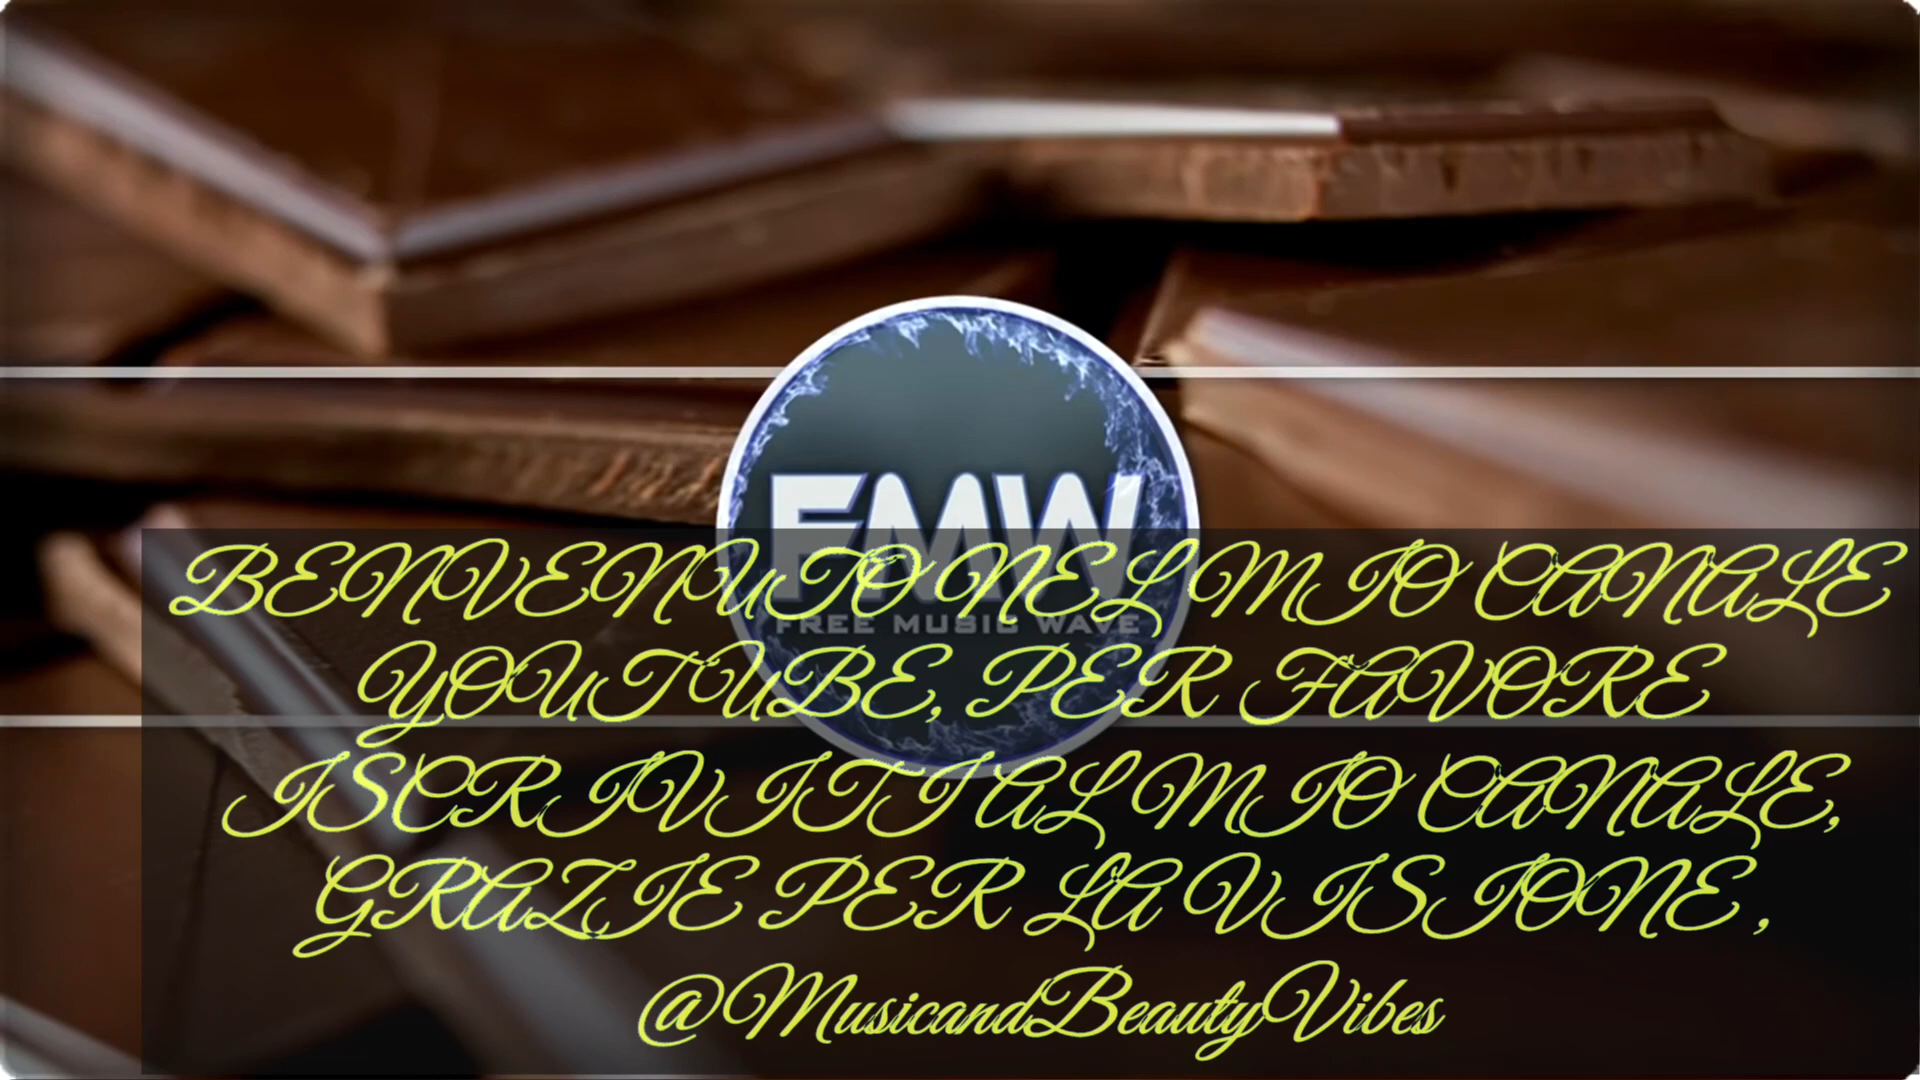 FMW
FREE MUSIC WAVE
BENVENUTO NEL MIO CANALE
YOUTUBE, PER FAVORE
ISCRIVITI AL MIO CANALE,
GRAZIE PER LA VISIONE ,
@MusicandBeautyVibes